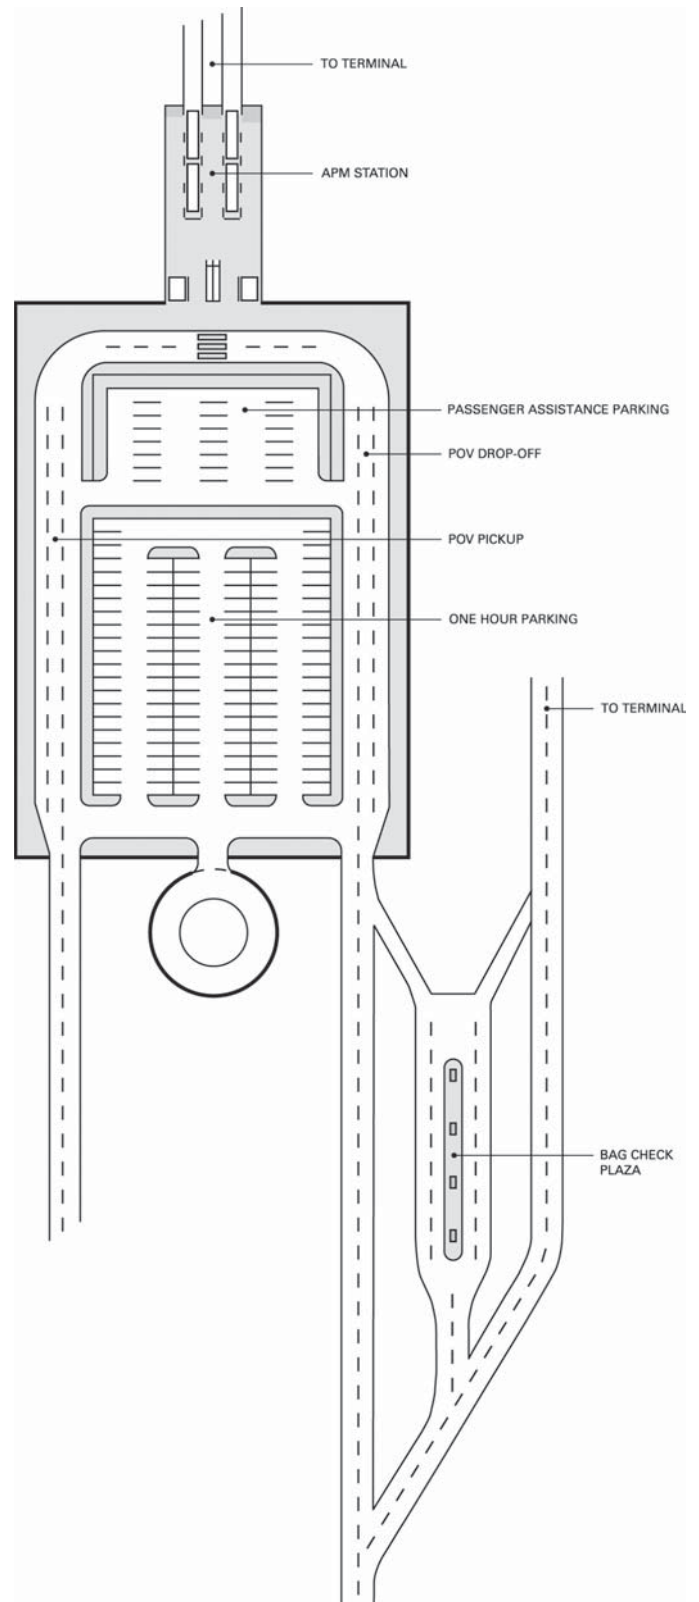 TO TERMINAL
APM STATION
PASSENGER ASSISTANCE PARKING
POV DROP-OFF
POV PICKUP
ONE HOUR PARKING
TO TERMINAL
BAG CHECK
PLAZA